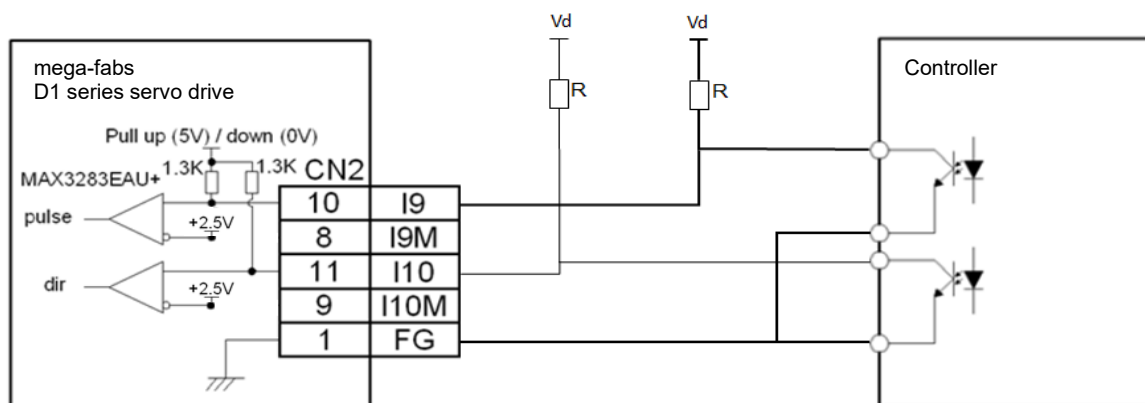 Vd
Vd
mega-fabs
D1 series servo drive
Controller
R
R
Pull up (5V) / down (0V)
1.3K
1.3K
CN2
MAX3283EAU+
10 I9
pulse
+2.5V
8 I9M
11 I10
dir
+2.5V
9 I10M
1 FG